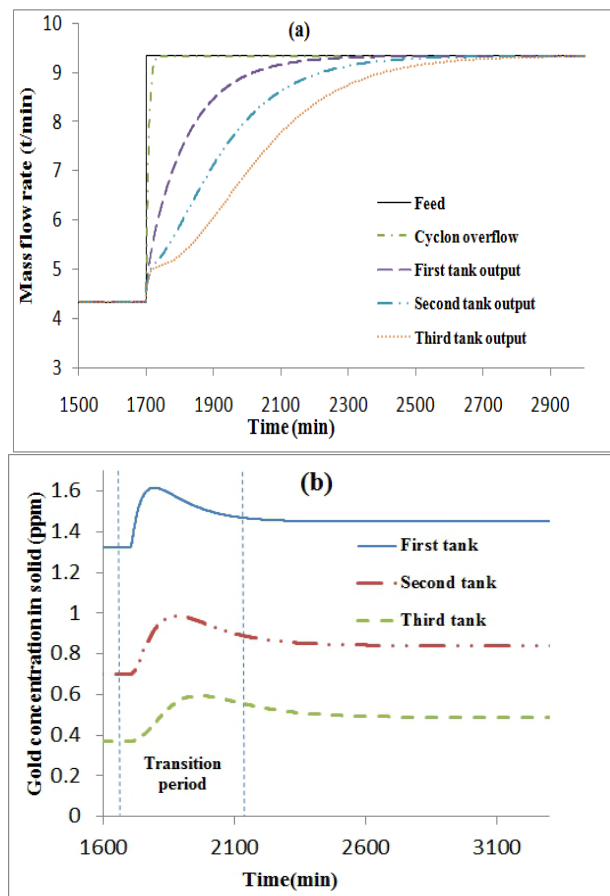 (a)
Mass flow rate (t/min)
10
9
8
7
6
5
4
3
Feed
Cyclon overflow
First tank output
Second tank output
Third tank output
1500 1700 1900 2100 2300 2500 2700 2900
Time (min)
(b)
Gold concentration in solid (ppm)
1.6
1.4
1.2
1
0.8
0.6
0.4
0.2
0
First tank
Second tank
Third tank
Transition
period
1600 2100 2600 3100
Time(min)